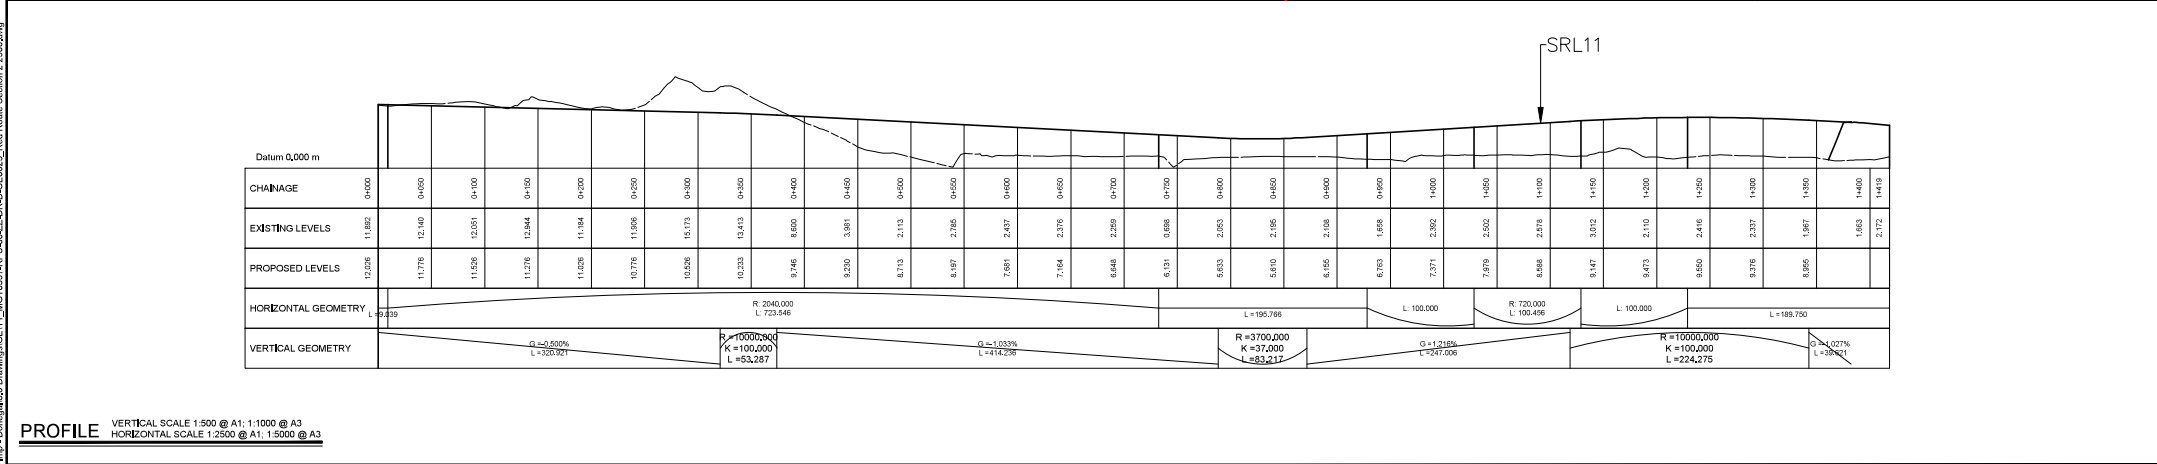 SRL11
Datum 0.000 m
CHAINAGE 0+000 0+050 0+100 0+150 0+200 0+250 0+300 0+350 0+400 0+450 0+500 0+550 0+600 0+650 0+700 0+750 0+800 0+850 0+900 0+950 1+000 1+050 1+100 1+150 1+200 1+250 1+300 1+350 1+400 1+419
EXISTING LEVELS 11.892 12.140 12.051 12.944 11.184 11.906 15.173 13.413 8.600 3.981 2.113 2.785 2.437 2.376 2.259 0.698 2.053 2.195 2.108 1.658 2.392 2.502 2.578 3.012 2.110 2.416 2.337 1.967 1.663 2.172
PROPOSED LEVELS 12.026 11.776 11.526 11.276 11.026 10.776 10.526 10.233 9.746 9.230 8.713 8.197 7.681 7.164 6.648 6.131 5.633 5.610 6.155 6.763 7.371 7.979 8.588 9.147 9.473 9.550 9.376 8.955
HORIZONTAL GEOMETRY
L =9.039
R: 2040.000
L: 723.546
L =195.766
L: 100.000
R: 720.000
L: 100.456
L: 100.000
L =189.750
VERTICAL GEOMETRY
G =-0.500%
L =320.921
R =10000.000
K =100.000
L =53.287
G =-1.033%
L =414.236
R =3700.000
K =37.000
L =83.217
G =1.216%
L =247.006
R =10000.000
K =100.000
L =224.275
G =-1.027%
PROFILE
VERTICAL SCALE 1:500 @ A1; 1:1000 @ A3
HORIZONTAL SCALE 1:2500 @ A1; 1:5000 @ A3